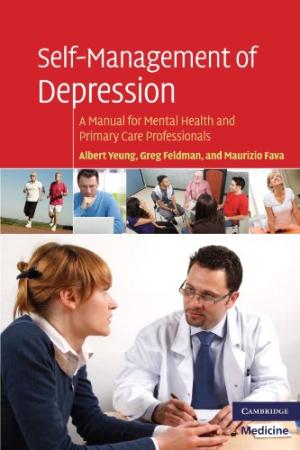 Self-Management of
Depression
A Manual for Mental Health and
Primary Care Professionals
Albert Yeung, Greg Feldman, and Maurizio Fava
CAMBRIDGE
Medicine